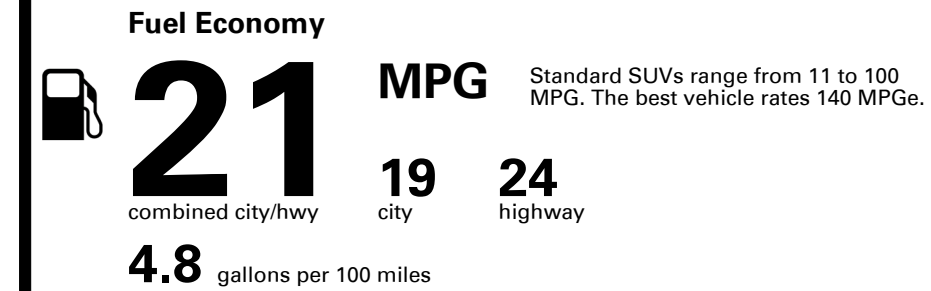 Fuel Economy
21
MPG
Standard SUVs range from 11 to 100
MPG. The best vehicle rates 140 MPGe.
combined city/hwy
19
city
24
highway
4.8 gallons per 100 miles